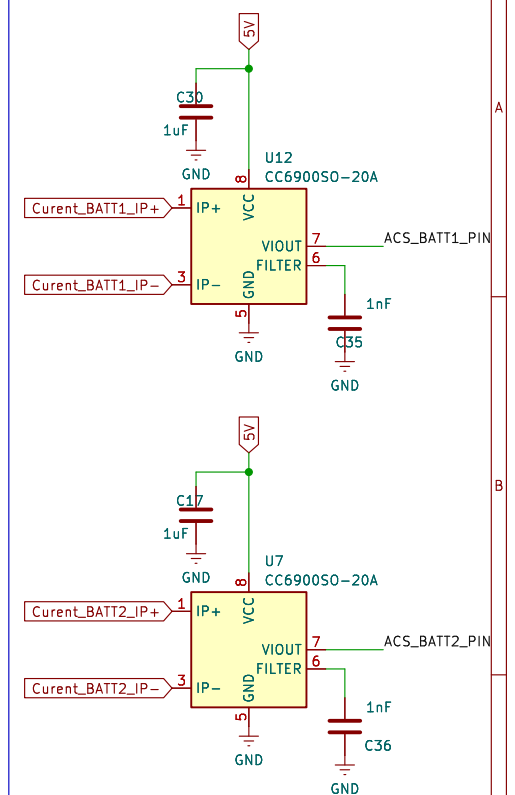 5V
C30
1uF
GND
U12
CC6900SO-20A
8
VCC
Curent_BATT1_IP+
1
IP+
ACS_BATT1_PIN
7
VIOUT
6
FILTER
Curent_BATT1_IP-
3
IP-
GND
5
GND
1nF
C35
GND
A
5V
C17
1uF
GND
U7
CC6900SO-20A
8
VCC
Curent_BATT2_IP+
1
IP+
ACS_BATT2_PIN
7
VIOUT
6
FILTER
Curent_BATT2_IP-
3
IP-
GND
5
GND
1nF
C36
GND
B